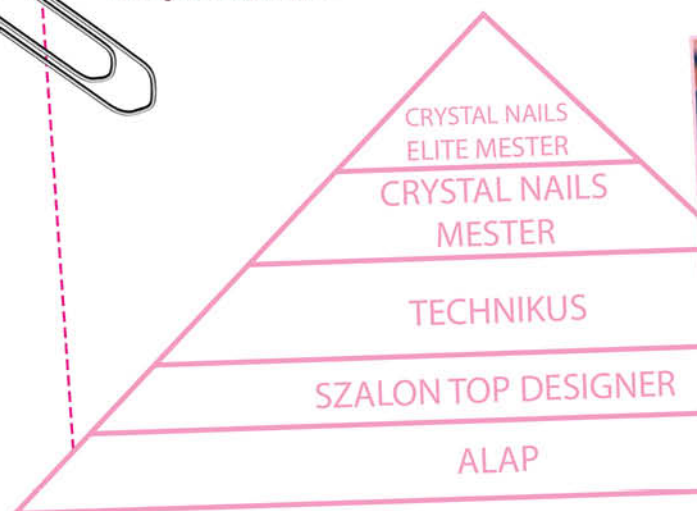 CRYSTAL NAILS
ELITE MESTER
CRYSTAL NAILS
MESTER
TECHNIKUS
SZALON TOP DESIGNER
ALAP